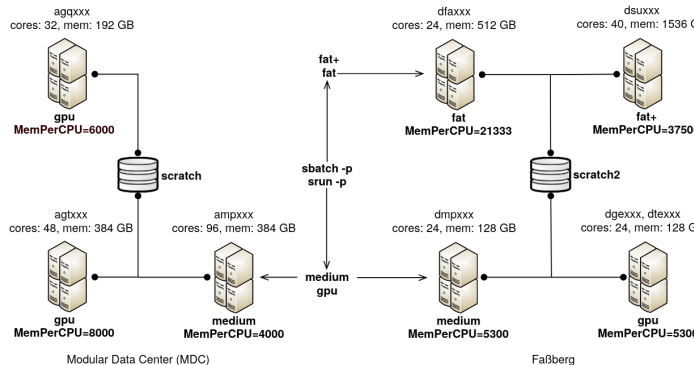 agqxxx
cores: 32, mem: 192 GB
gpu
MemPerCPU=6000
scratch
agtxxx
cores: 48, mem: 384 GB
gpu
MemPerCPU=8000
ampxxx
cores: 96, mem: 384 GB
medium
MemPerCPU=4000
Modular Data Center (MDC)
fat+
fat
sbatch -p
srun -p
medium
gpu
dfaxxx
cores: 24, mem: 512 GB
fat
MemPerCPU=21333
dsuxxx
cores: 40, mem: 1536 G
fat+
MemPerCPU=3750
scratch2
dmpxxx
cores: 24, mem: 128 GB
medium
MemPerCPU=5300
dgexxx, dtexxx
cores: 24, mem: 128 G
gpu
MemPerCPU=5300
Faßberg